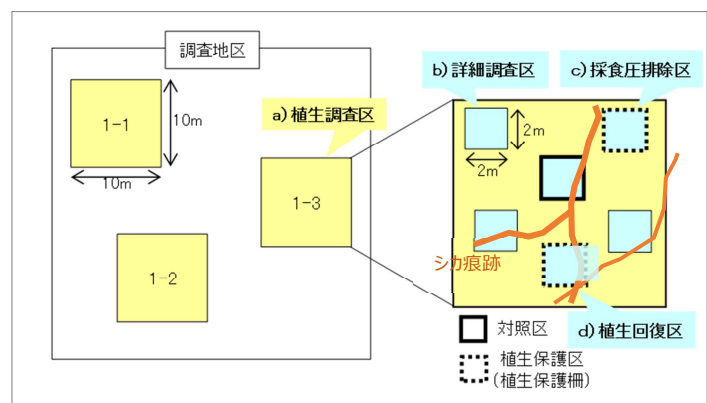 調査地区
b)詳細調査区
c)採食圧排除区
1-1
10m
10m
a)植生調査区
2m
2m
1-3
シカ痕跡
1-2
d)植生回復区
対照区
植生保護区
(植生保護柵)